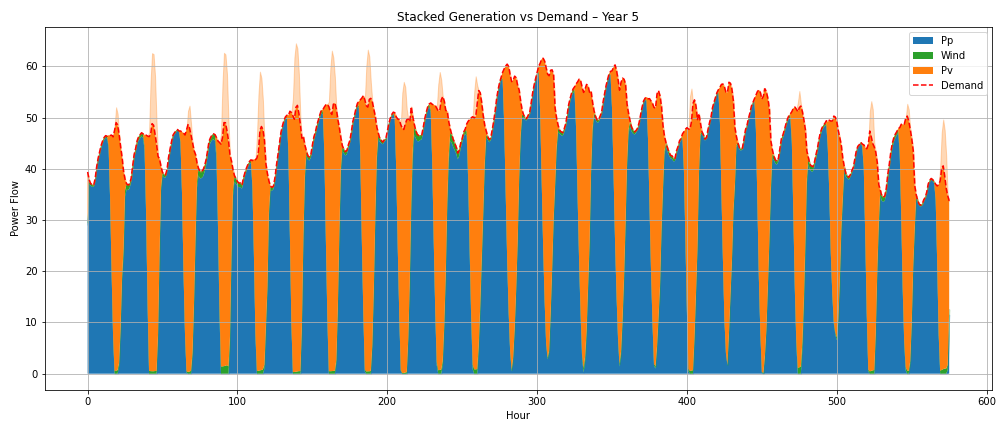 Stacked Generation vs Demand – Year 5
Pp
Wind
Pv
Demand
Power Flow
60
50
40
30
20
10
0
0 100 200 300 400 500 600
Hour